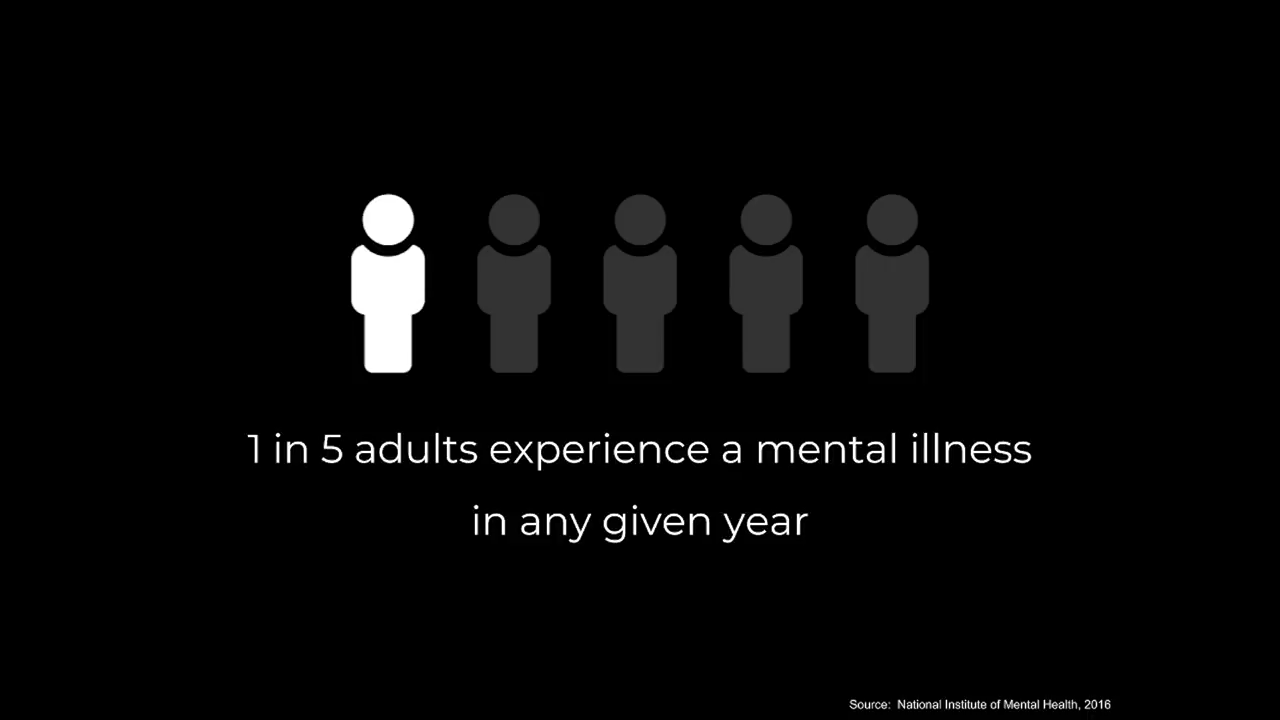 1 in 5 adults experience a mental illness
in any given year
Source: National Institute of Mental Health, 2016